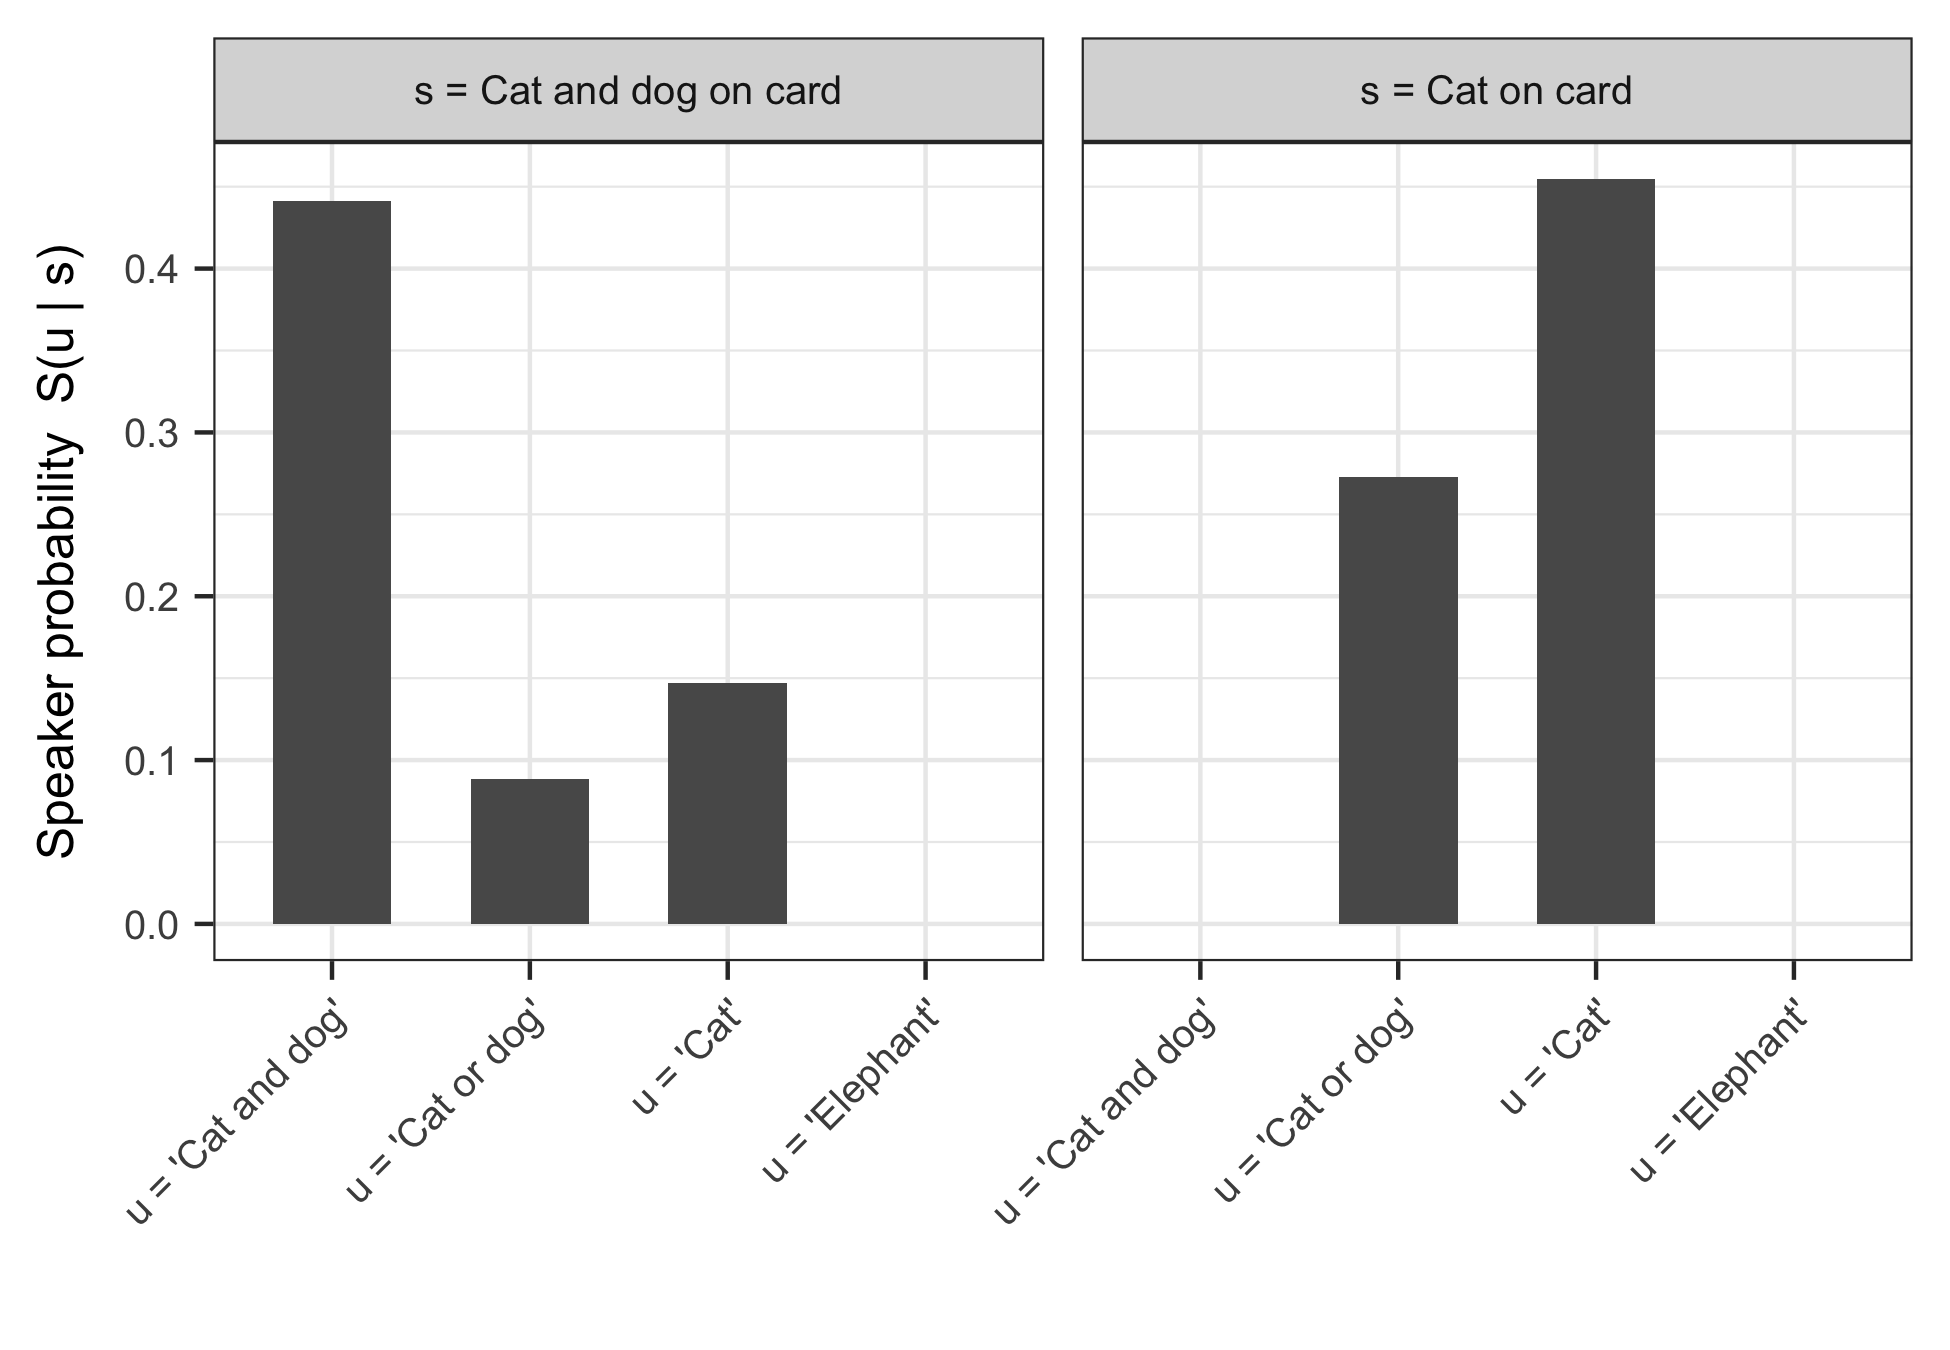 s = Cat and dog on card
s = Cat on card
Speaker probability  S(u | s)
0.4
0.3
0.2
0.1
0.0
u = 'Cat and dog'
u = 'Cat or dog'
u = 'Cat'
u = 'Elephant'
u = 'Cat and dog'
u = 'Cat or dog'
u = 'Cat'
u = 'Elephant'